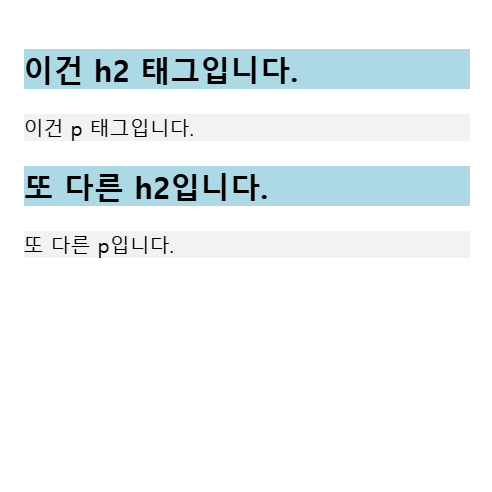 이건 h2 태그입니다.
이건 p 태그입니다.
또 다른 h2입니다.
또 다른 p입니다.